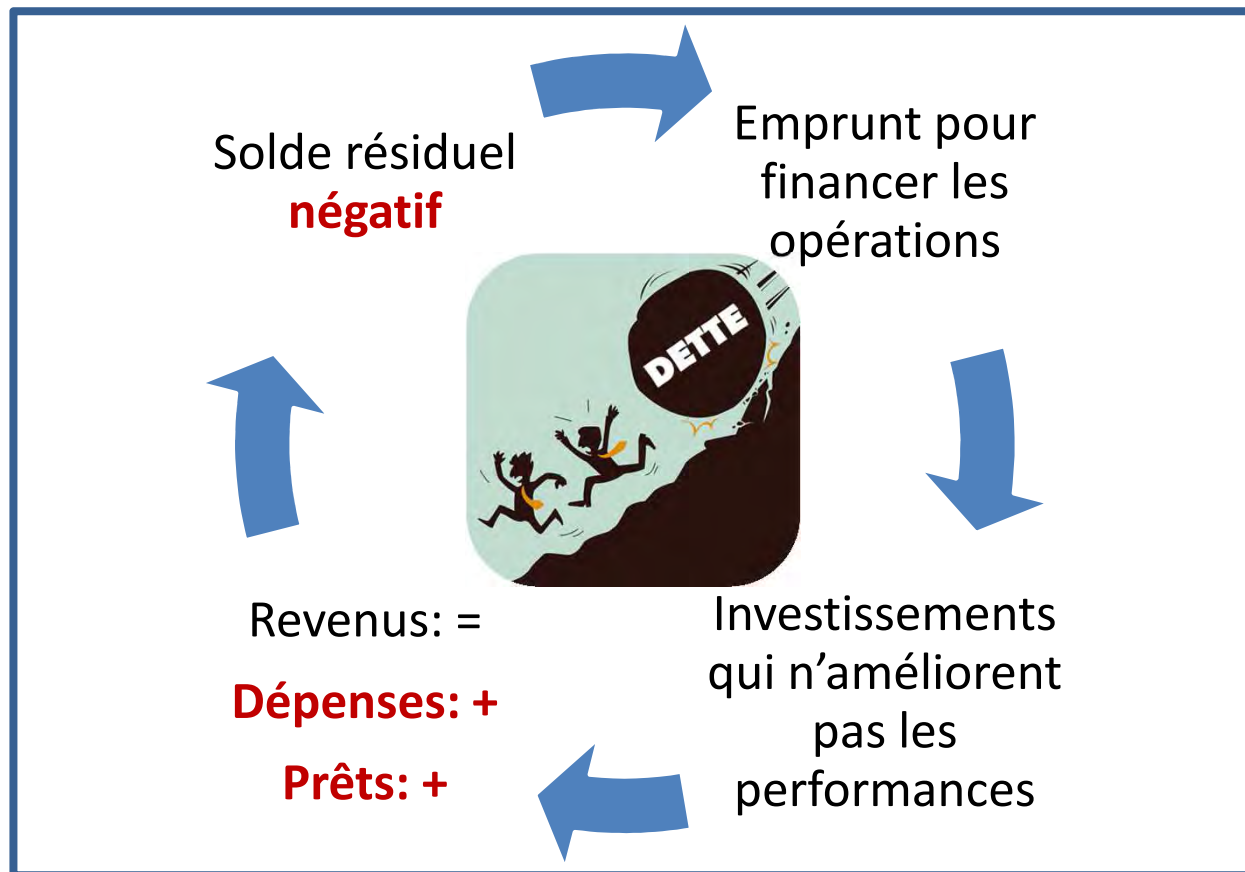 Solde résiduel
négatif
Emprunt pour
financer les
opérations
DETTE
Investissements
qui n’améliorent
pas les
performances
Revenus: =
Dépenses: +
Prêts: +